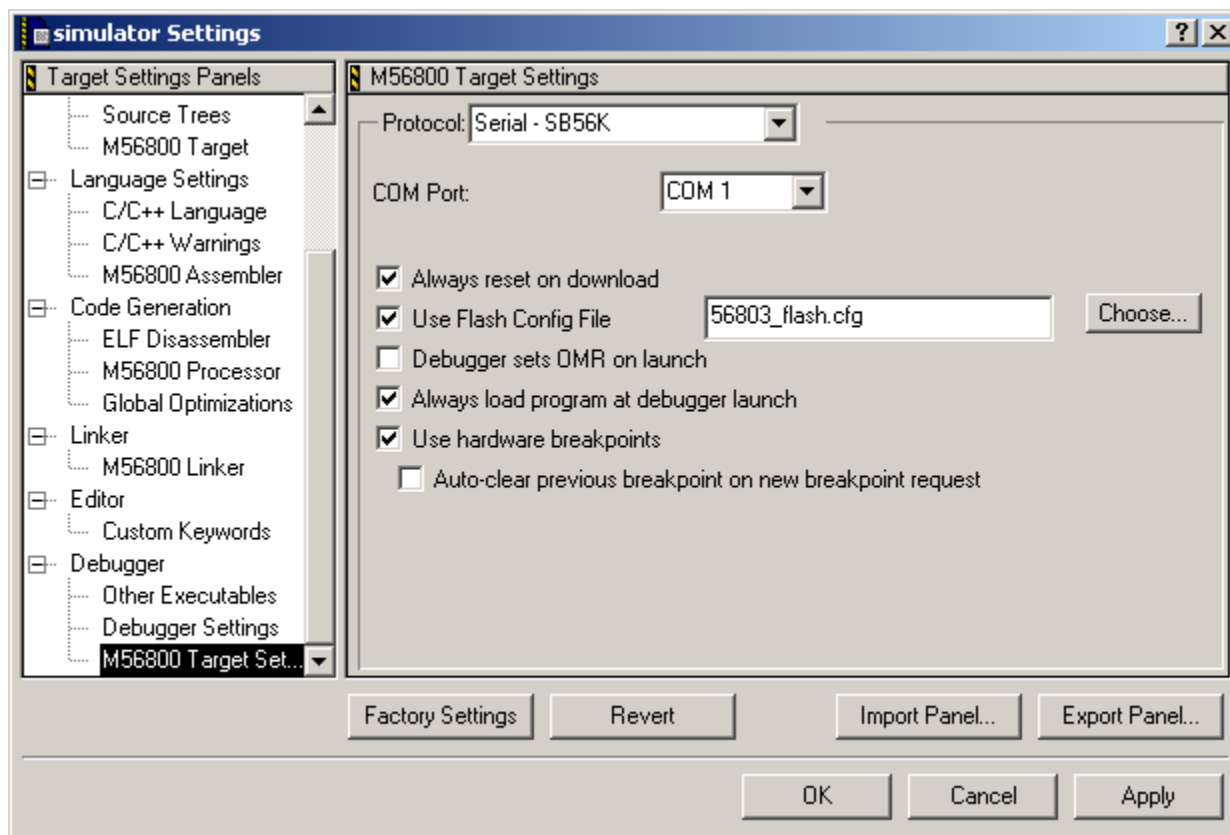 simulator Settings
Target Settings Panels
Source Trees
M56800 Target
Language Settings
C/C++ Language
C/C++ Warnings
M56800 Assembler
Code Generation
ELF Disassembler
M56800 Processor
Global Optimizations
Linker
M56800 Linker
Editor
Custom Keywords
Debugger
Other Executables
Debugger Settings
M56800 Target Set...
M56800 Target Settings
Protocol: Serial - SB56K
COM Port: COM 1
Always reset on download
Use Flash Config File 56803_flash.cfg Choose...
Debugger sets OMR on launch
Always load program at debugger launch
Use hardware breakpoints
Auto-clear previous breakpoint on new breakpoint request
Factory Settings Revert Import Panel... Export Panel...
OK Cancel Apply